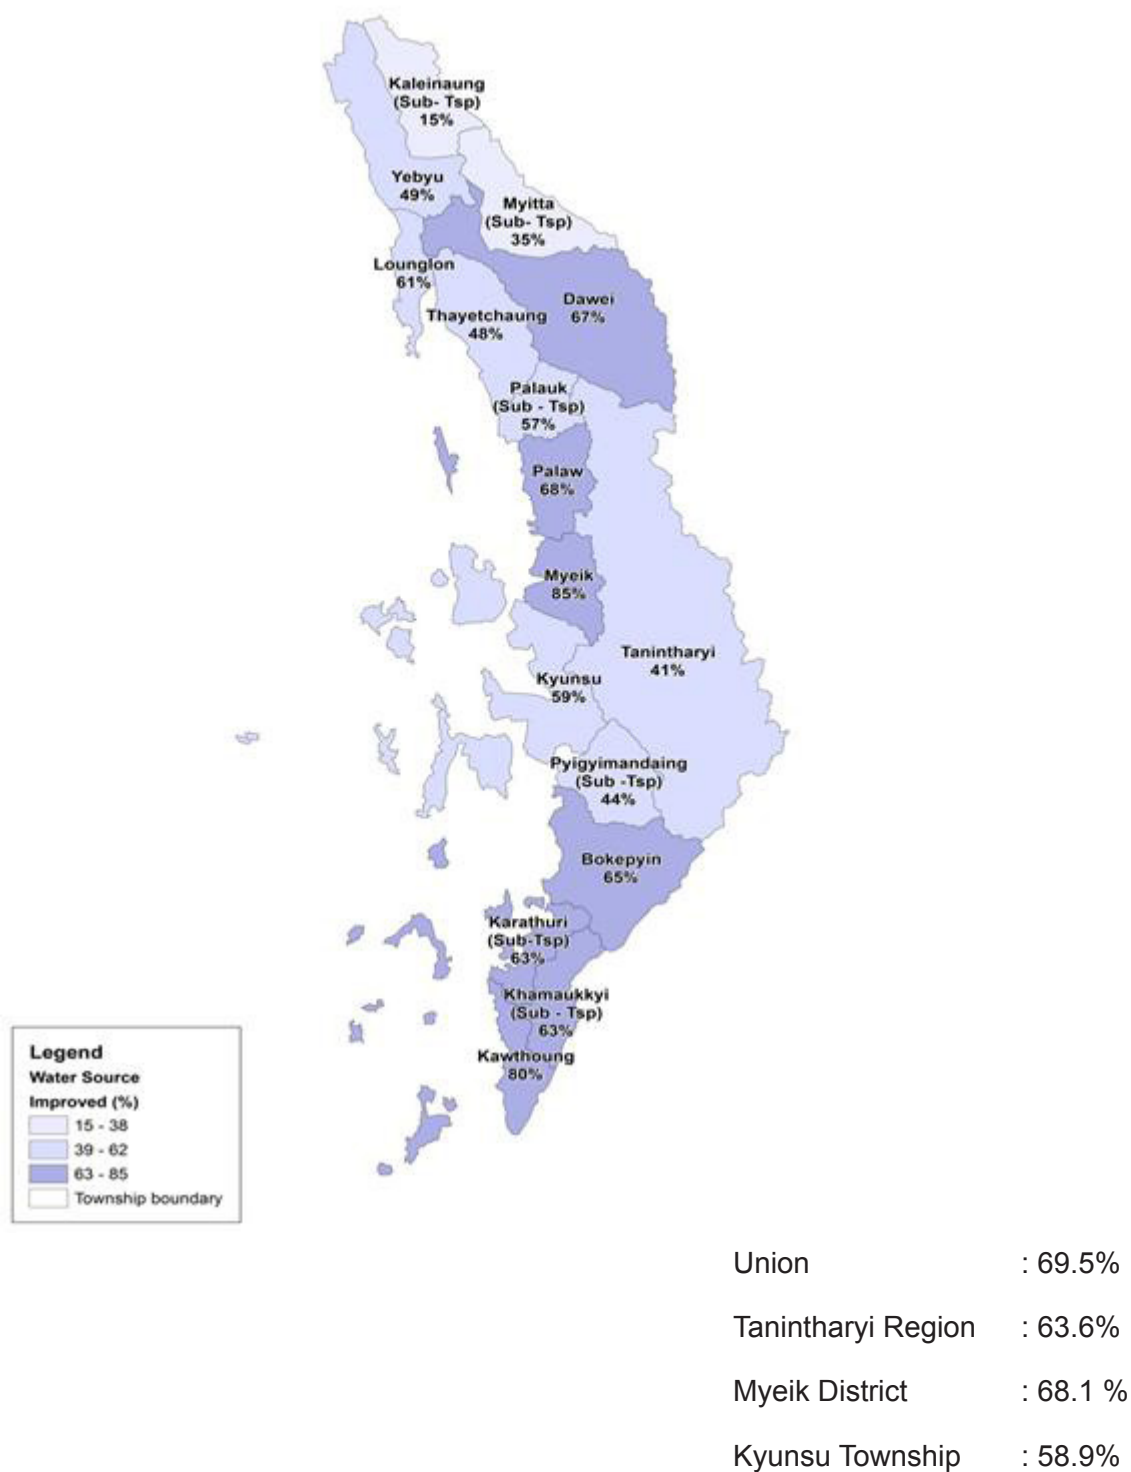 Kaleinaung
(Sub- Tsp)
15%
Yebyu
49%
Myitta
(Sub- Tsp)
35%
Lounglon
61%
Dawei
67%
Thayetchaung
48%
Palauk
(Sub - Tsp)
57%
Palaw
68%
Myeik
85%
Tanintharyi
41%
Kyunsu
59%
Pyigyimandaing
(Sub -Tsp)
44%
Bokepyin
65%
Karathuri
(Sub-Tsp)
63%
Khamaukkyi
(Sub - Tsp)
63%
Kawthoung
80%
Legend
Water Source
Improved (%)
15 - 38
39 - 62
63 - 85
Township boundary
Union : 69.5%
Tanintharyi Region : 63.6%
Myeik District : 68.1 %
Kyunsu Township : 58.9%